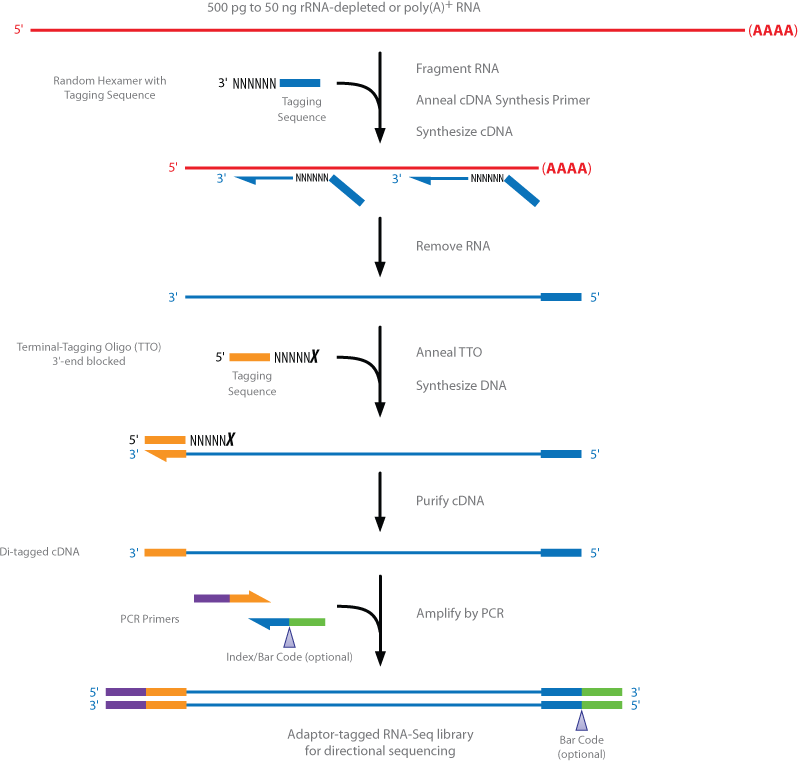 500 pg to 50 ng rRNA-depleted or poly(A)+ RNA
5' (AAAA)
Fragment RNA
Random Hexamer with
Tagging Sequence
3' NNNNNN
Tagging
Sequence
Anneal cDNA Synthesis Primer
Synthesize cDNA
5' (AAAA)
3' NNNNNN 3' NNNNNN
Remove RNA
3' 5'
Terminal-Tagging Oligo (TTO)
3'-end blocked
5' NNNNNX
Tagging
Sequence
Anneal TTO
Synthesize DNA
5' NNNNNX
3' 5'
Purify cDNA
Di-tagged cDNA 3' 5'
PCR Primers
Amplify by PCR
Index/Bar Code (optional)
5' 3'
3' 5'
Adaptor-tagged RNA-Seq library
for directional sequencing
Bar Code
(optional)